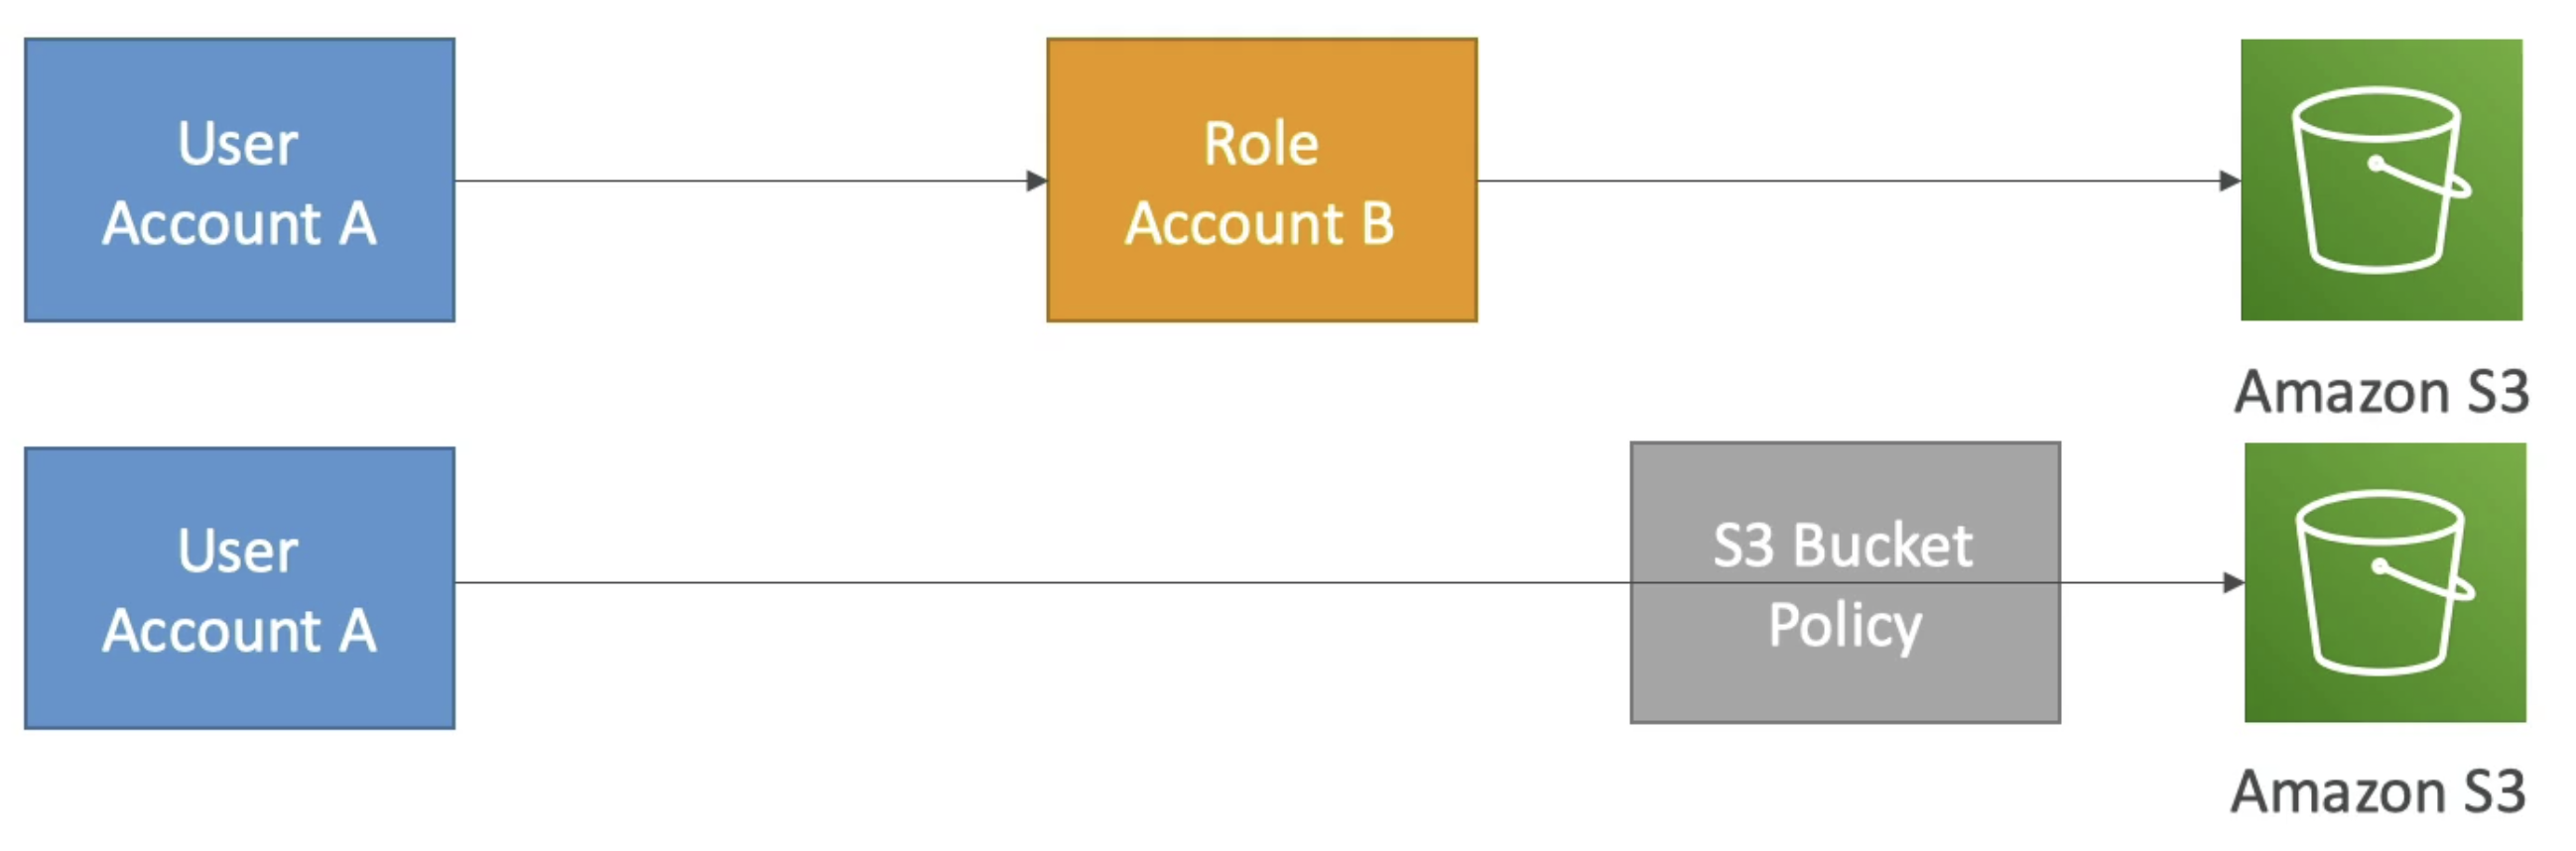 User
Account A
Role
Account B
Amazon S3
User
Account A
S3 Bucket
Policy
Amazon S3